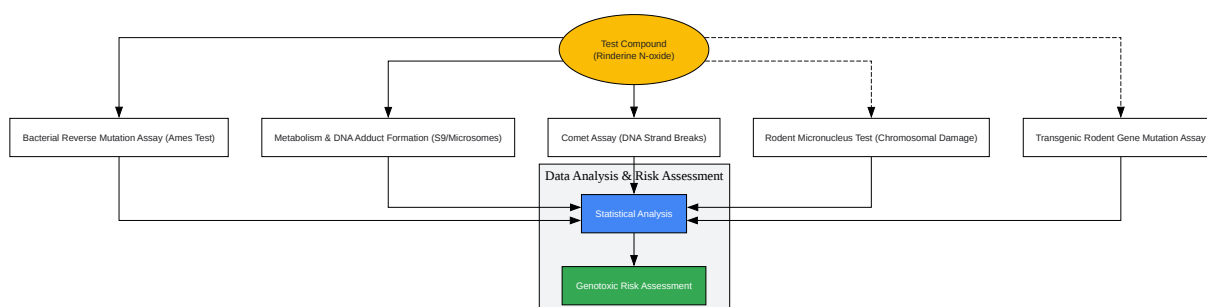 Test Compound
(Rinderine N-oxide)
Bacterial Reverse Mutation Assay (Ames Test)
Metabolism & DNA Adduct Formation (S9/Microsomes)
Comet Assay (DNA Strand Breaks)
Rodent Micronucleus Test (Chromosomal Damage)
Transgenic Rodent Gene Mutation Assay
Data Analysis & Risk Assessment
Statistical Analysis
Genotoxic Risk Assessment